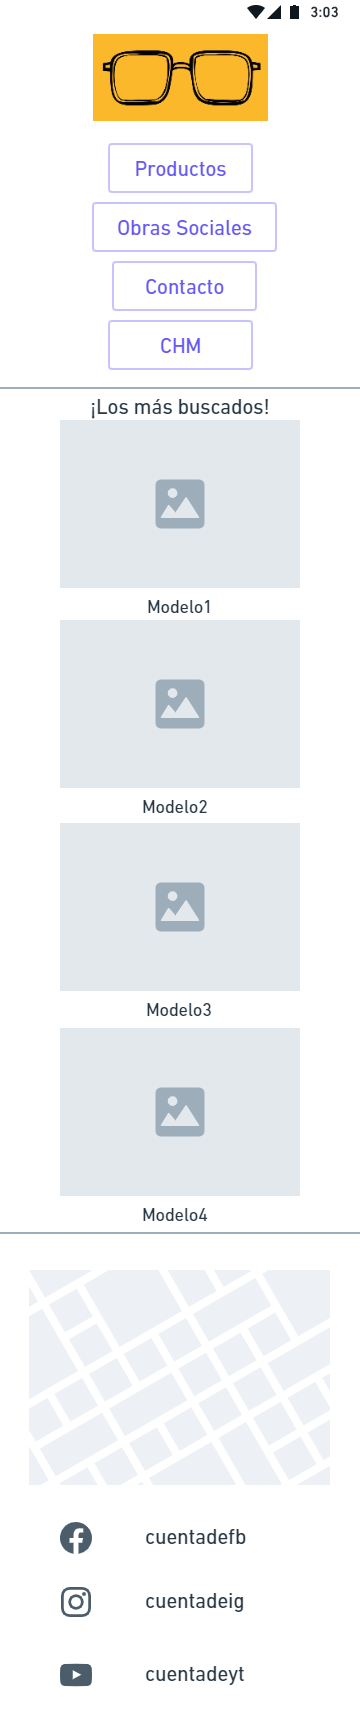 3:03
Productos
Obras Sociales
Contacto
CHM
¡Los más buscados!
Modelo1
Modelo2
Modelo3
Modelo4
cuentadefb
cuentadeig
cuentadeyt